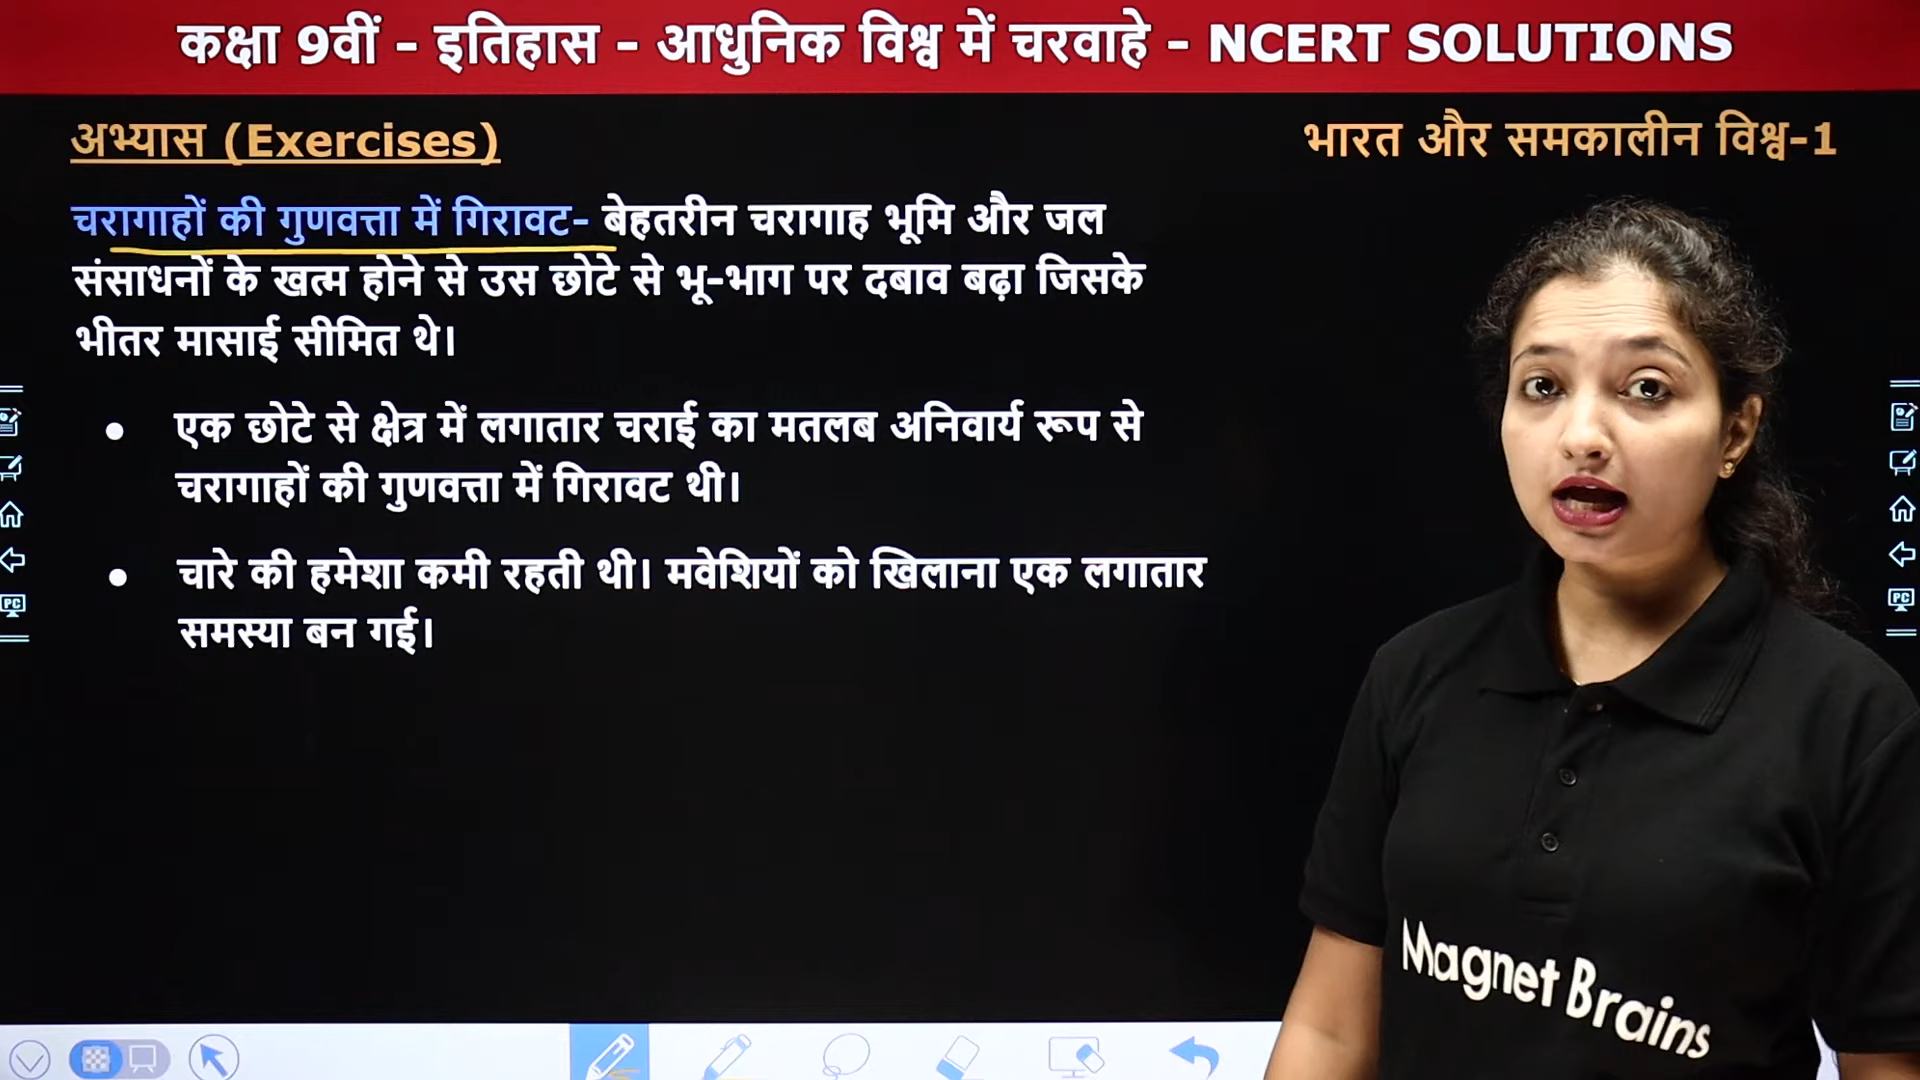 कक्षा 9वीं - इतिहास - आधुनिक विश्व में चरवाहे - NCERT SOLUTIONS
अभ्यास (Exercises)
भारत और समकालीन विश्व-1
चरागाहों की गुणवत्ता में गिरावट- बेहतरीन चरागाह भूमि और जल
संसाधनों के खत्म होने से उस छोटे से भू-भाग पर दबाव बढ़ा जिसके
भीतर मासाई सीमित थे।
● एक छोटे से क्षेत्र में लगातार चराई का मतलब अनिवार्य रूप से
चरागाहों की गुणवत्ता में गिरावट थी।
● चारे की हमेशा कमी रहती थी। मवेशियों को खिलाना एक लगातार
समस्या बन गई।
Magnet Brains
PC
PC